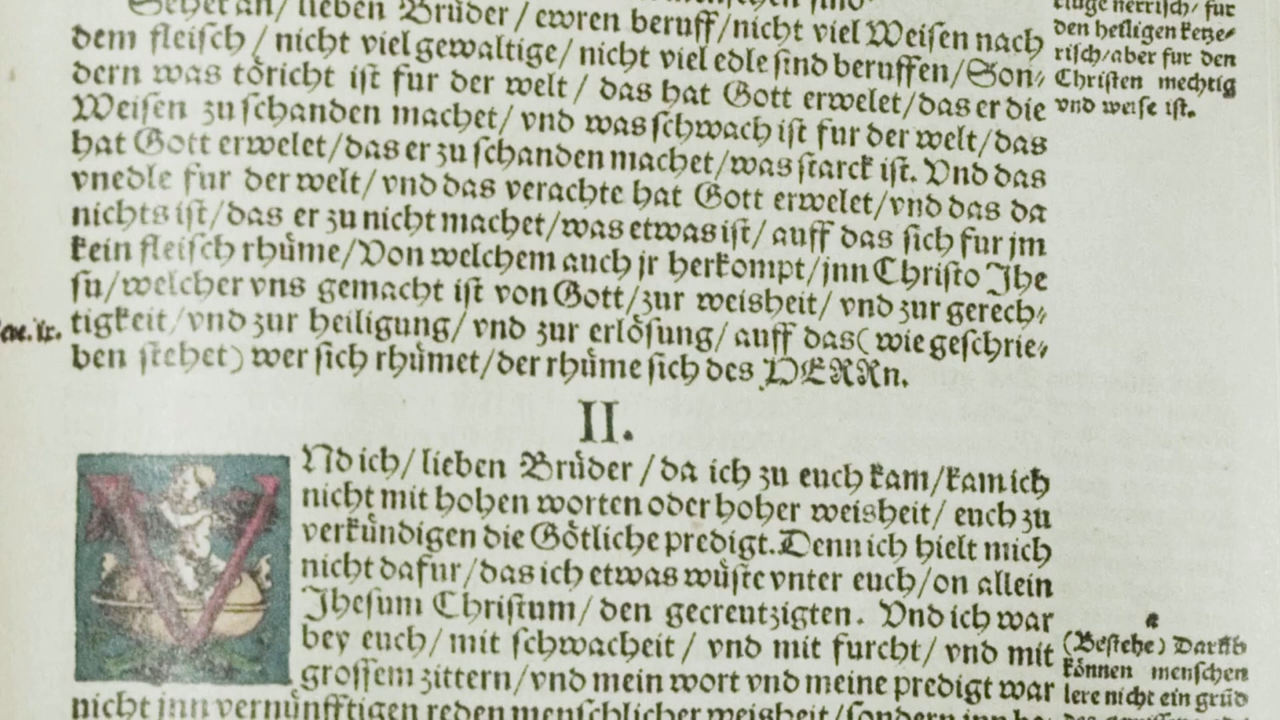 Sehet an/ lieben Brüder/ ewren beruff/nicht viel Weisen nach
dem fleisch/ nicht viel gewaltige/ nicht viel edle sind beruffen/Son⸗
dern was töricht ist fur der welt/ das hat Gott erwelet/das er die
Weisen zu schanden machet/ vnd was schwach ist fur der welt/das
hat Gott erwelet/das er zu schanden machet/was starck ist. Vnd das
vnedle fur der welt/ vnd das verachte hat Gott erwelet/vnd das da
nichts ist/das er zu nicht machet/was etwas ist/ auff das sich fur jm
kein fleisch rhüme/Von welchem auch jr herkompt/jnn Christo Jhe
su/welcher vns gemacht ist von Gott/zur weisheit/ vnd zur gerech⸗
tigkeit/vnd zur heiligung/ vnd zur erlösung/ auff das( wie geschrie⸗
ben stehet) wer sich rhümet/der rhüme sich des HERRn.
kluge nerrisch/ fur
den heiligen ketze⸗
risch/aber fur den
Christen mechtig
vnd weise ist.
II.
VNd ich/ lieben Brüder/da ich zu euch kam/kam ich
nicht mit hohen worten oder hoher weisheit/ euch zu
verkündigen die Götliche predigt. Denn ich hielt mich
nicht dafur/das ich etwas wüste vnter euch/on allein
Jhesum Christum/ den gecreutzigten. Vnd ich war
bey euch/ mit schwacheit/ vnd mit furcht/ vnd mit
grossem zittern/vnd mein wort vnd meine predigt war
nicht jnn vernünfftigen reden menschlicher weisheit/sondern jnn be⸗
a
(Bestehe) Darũb
können menschen
lere nicht ein grũd